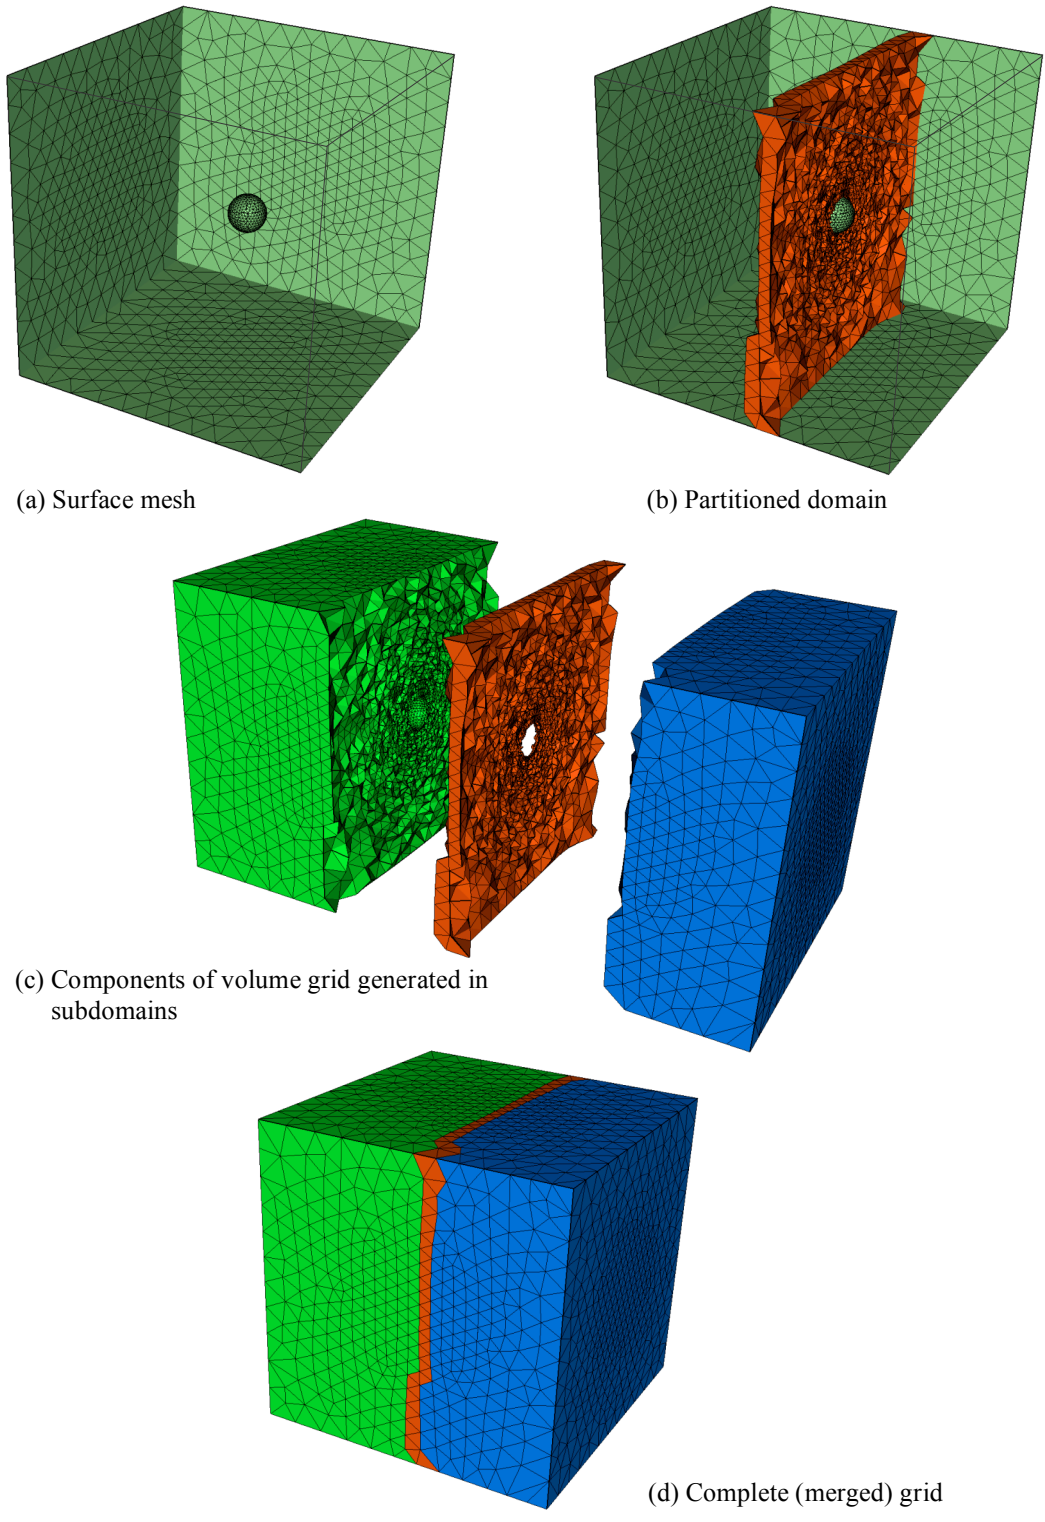 (a) Surface mesh
(b) Partitioned domain
(c) Components of volume grid generated in
subdomains
(d) Complete (merged) grid